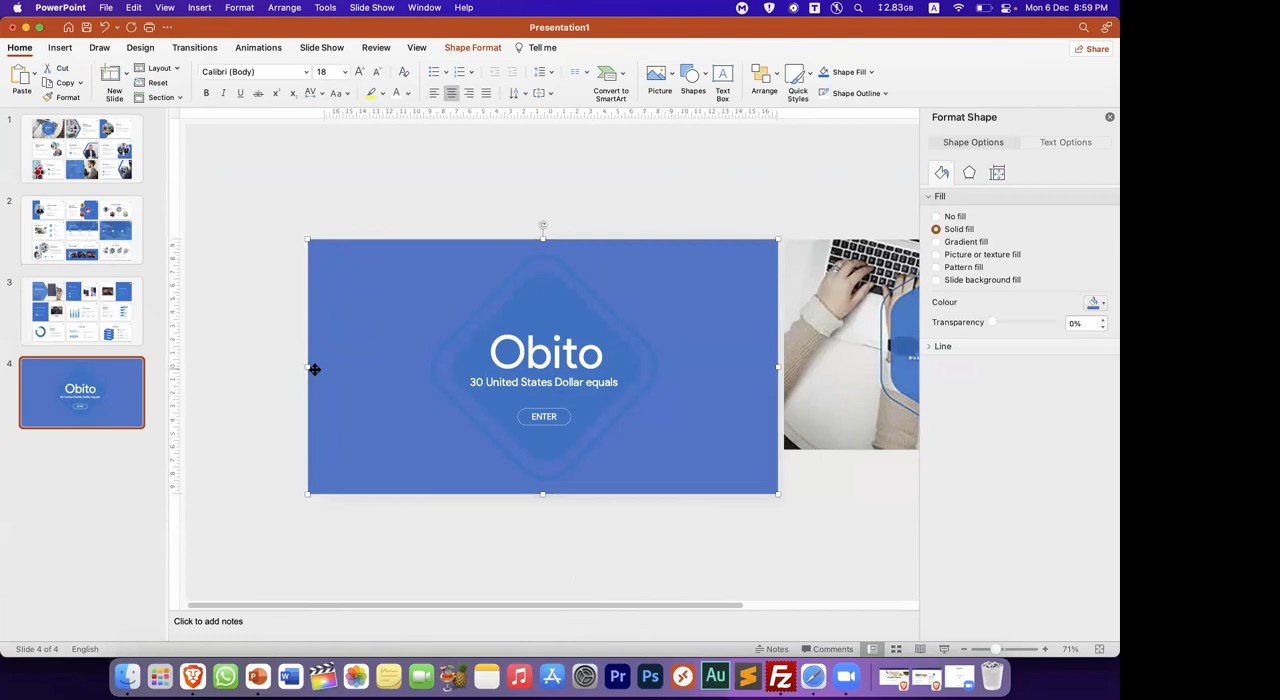 PowerPoint File Edit View Insert Format Arrange Tools Slide Show Window Help 2.83GB A Mon 6 Dec 8:59 PM
Presentation1
Home Insert Draw Design Transitions Animations Slide Show Review View Shape Format Tell me Share
Paste Cut Copy Format New Slide Layout Reset Section Calibri (Body) 18 Convert to SmartArt Picture Shapes Text Box Arrange Quick Styles Shape Fill Shape Outline
Format Shape
Shape Options Text Options
Fill
No fill
Solid fill
Gradient fill
Picture or texture fill
Pattern fill
Slide background fill
Colour
Transparency 0%
Line
1
2
3
4
Obito
30 United States Dollar equals
ENTER
Click to add notes
Slide 4 of 4 English Notes Comments 71%